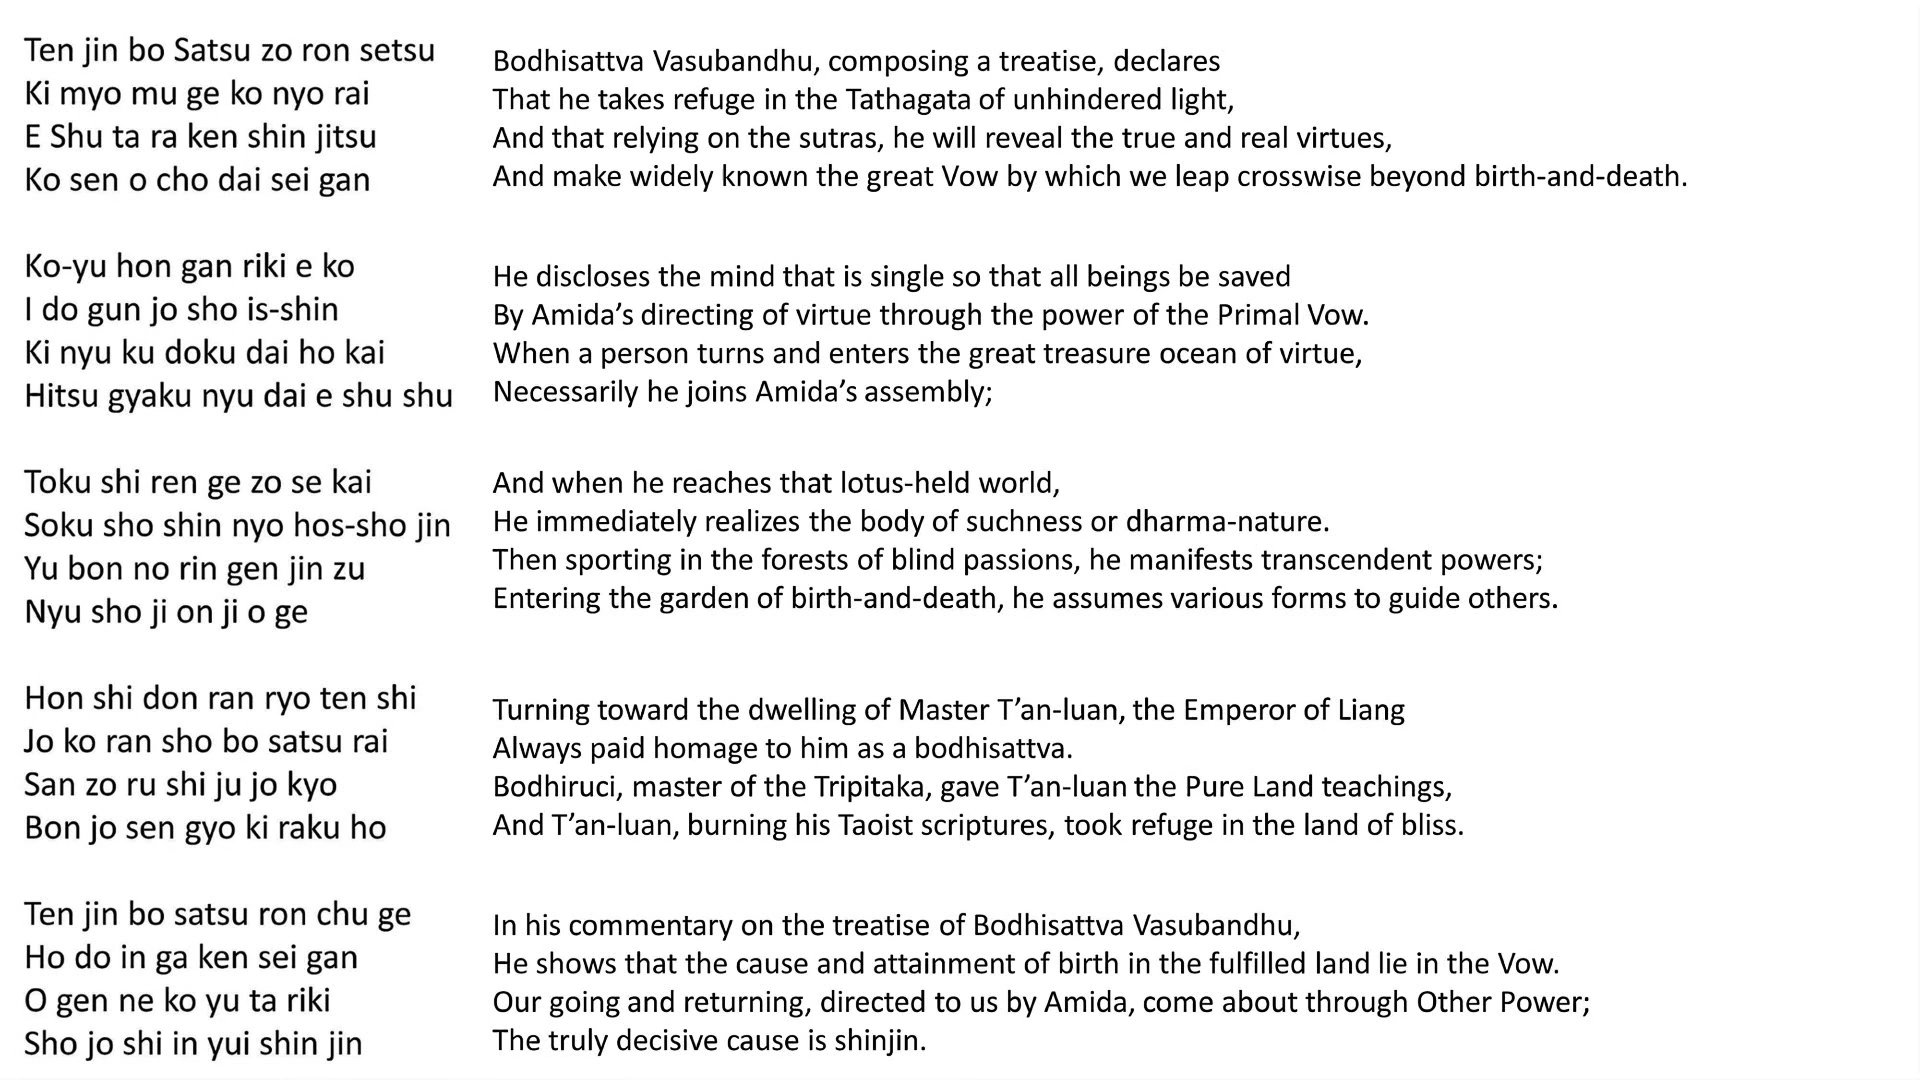 Ten jin bo Satsu zo ron setsu
Ki myo mu ge ko nyo rai
E Shu ta ra ken shin jitsu
Ko sen o cho dai sei gan
Bodhisattva Vasubandhu, composing a treatise, declares
That he takes refuge in the Tathagata of unhindered light,
And that relying on the sutras, he will reveal the true and real virtues,
And make widely known the great Vow by which we leap crosswise beyond birth-and-death.
Ko-yu hon gan riki e ko
I do gun jo sho is-shin
Ki nyu ku doku dai ho kai
Hitsu gyaku nyu dai e shu shu
He discloses the mind that is single so that all beings be saved
By Amida’s directing of virtue through the power of the Primal Vow.
When a person turns and enters the great treasure ocean of virtue,
Necessarily he joins Amida’s assembly;
Toku shi ren ge zo se kai
Soku sho shin nyo hos-sho jin
Yu bon no rin gen jin zu
Nyu sho ji on ji o ge
And when he reaches that lotus-held world,
He immediately realizes the body of suchness or dharma-nature.
Then sporting in the forests of blind passions, he manifests transcendent powers;
Entering the garden of birth-and-death, he assumes various forms to guide others.
Hon shi don ran ryo ten shi
Jo ko ran sho bo satsu rai
San zo ru shi ju jo kyo
Bon jo sen gyo ki raku ho
Turning toward the dwelling of Master T’an-luan, the Emperor of Liang
Always paid homage to him as a bodhisattva.
Bodhiruci, master of the Tripitaka, gave T’an-luan the Pure Land teachings,
And T’an-luan, burning his Taoist scriptures, took refuge in the land of bliss.
Ten jin bo satsu ron chu ge
Ho do in ga ken sei gan
O gen ne ko yu ta riki
Sho jo shi in yui shin jin
In his commentary on the treatise of Bodhisattva Vasubandhu,
He shows that the cause and attainment of birth in the fulfilled land lie in the Vow.
Our going and returning, directed to us by Amida, come about through Other Power;
The truly decisive cause is shinjin.